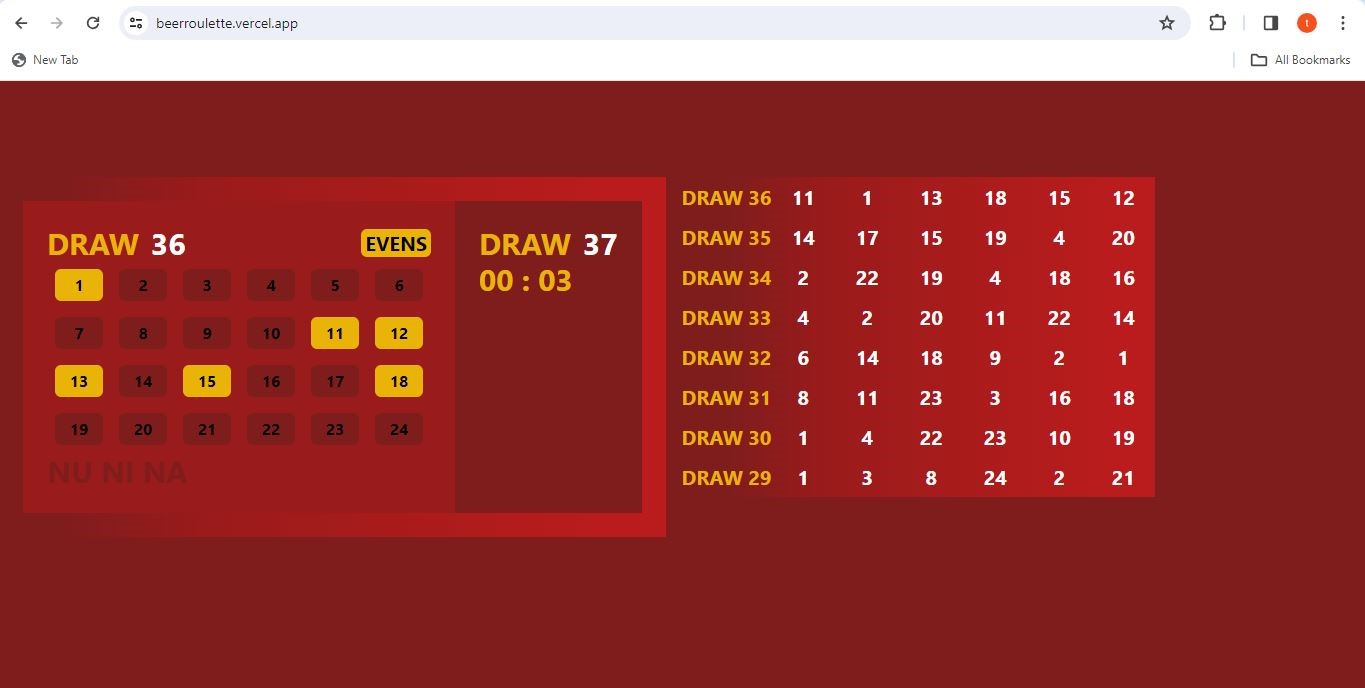 beerroulette.vercel.app
t
New Tab
All Bookmarks
DRAW 36
EVENS
1 2 3 4 5 6
7 8 9 10 11 12
13 14 15 16 17 18
19 20 21 22 23 24
NU NI NA
DRAW 37
00 : 03
DRAW 36 11 1 13 18 15 12
DRAW 35 14 17 15 19 4 20
DRAW 34 2 22 19 4 18 16
DRAW 33 4 2 20 11 22 14
DRAW 32 6 14 18 9 2 1
DRAW 31 8 11 23 3 16 18
DRAW 30 1 4 22 23 10 19
DRAW 29 1 3 8 24 2 21